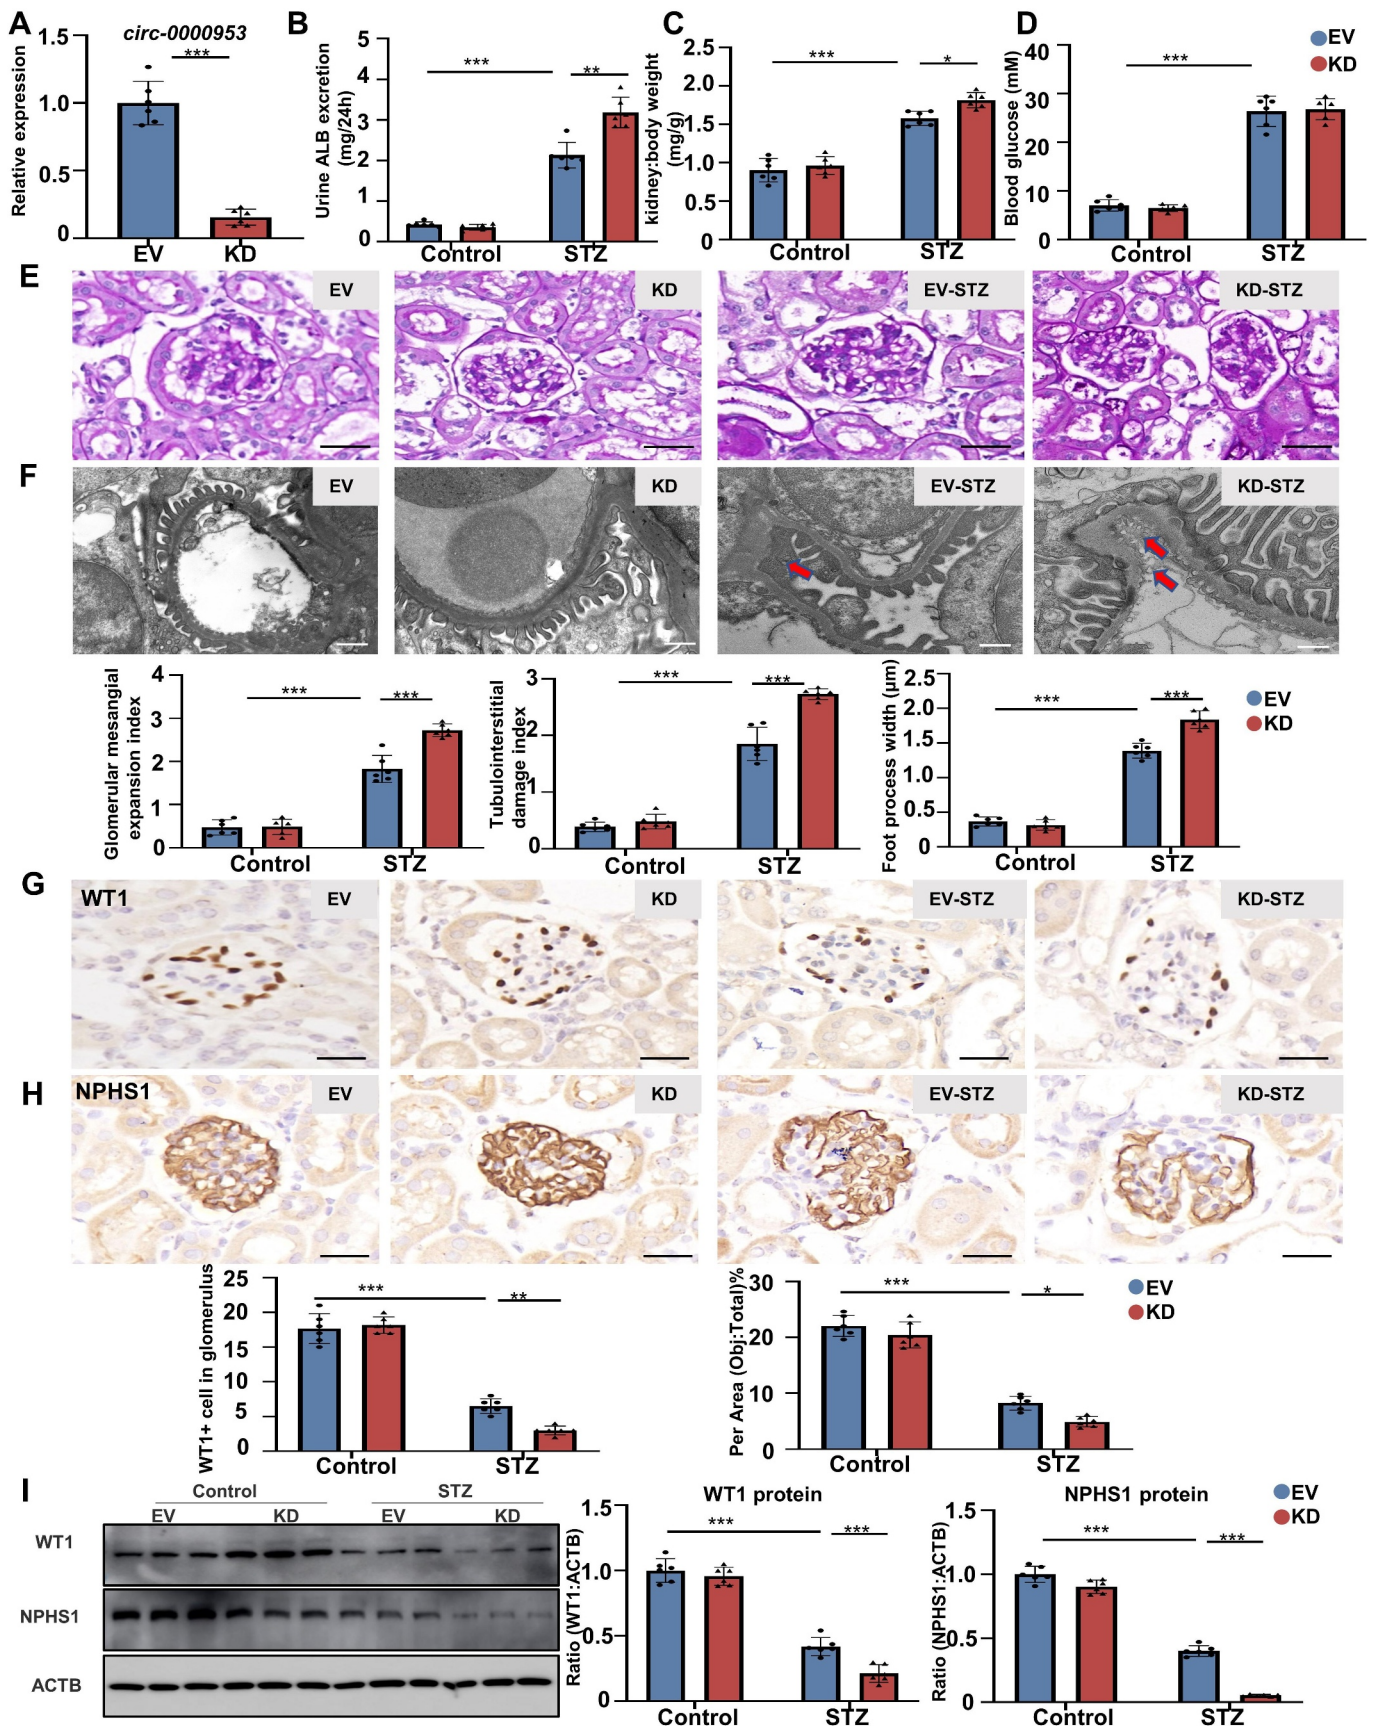 A
circ-0000953
Relative expression
1.5
1.0
0.5
0
***
EV
KD
B
Urine ALB excretion
(mg/24h)
5
4
3
2
1
0
***
**
Control
STZ
C
kidney:body weight
(mg/g)
2.5
2.0
1.5
1.0
0.5
0
***
*
Control
STZ
D
Blood glucose (mM)
40
30
20
10
0
***
Control
STZ
EV
KD
E
EV
KD
EV-STZ
KD-STZ
F
EV
KD
EV-STZ
KD-STZ
Glomerular mesangial
expansion index
4
3
2
1
0
***
***
Control
STZ
Tubulointerstitial
damage index
3
2
1
0
***
***
Control
STZ
Foot process width (μm)
2.5
2.0
1.5
1.0
0.5
0
***
***
Control
STZ
EV
KD
G
WT1
EV
KD
EV-STZ
KD-STZ
H
NPHS1
EV
KD
EV-STZ
KD-STZ
WT1+ cell in glomerulus
25
20
15
10
5
0
***
**
Control
STZ
Per Area (Obj:Total)%
30
20
10
0
***
*
Control
STZ
EV
KD
I
Control
STZ
EV
KD
EV
KD
WT1
NPHS1
ACTB
WT1 protein
Ratio (WT1:ACTB)
1.5
1.0
0.5
0
***
***
Control
STZ
NPHS1 protein
Ratio (NPHS1:ACTB)
1.5
1.0
0.5
0
***
***
Control
STZ
EV
KD